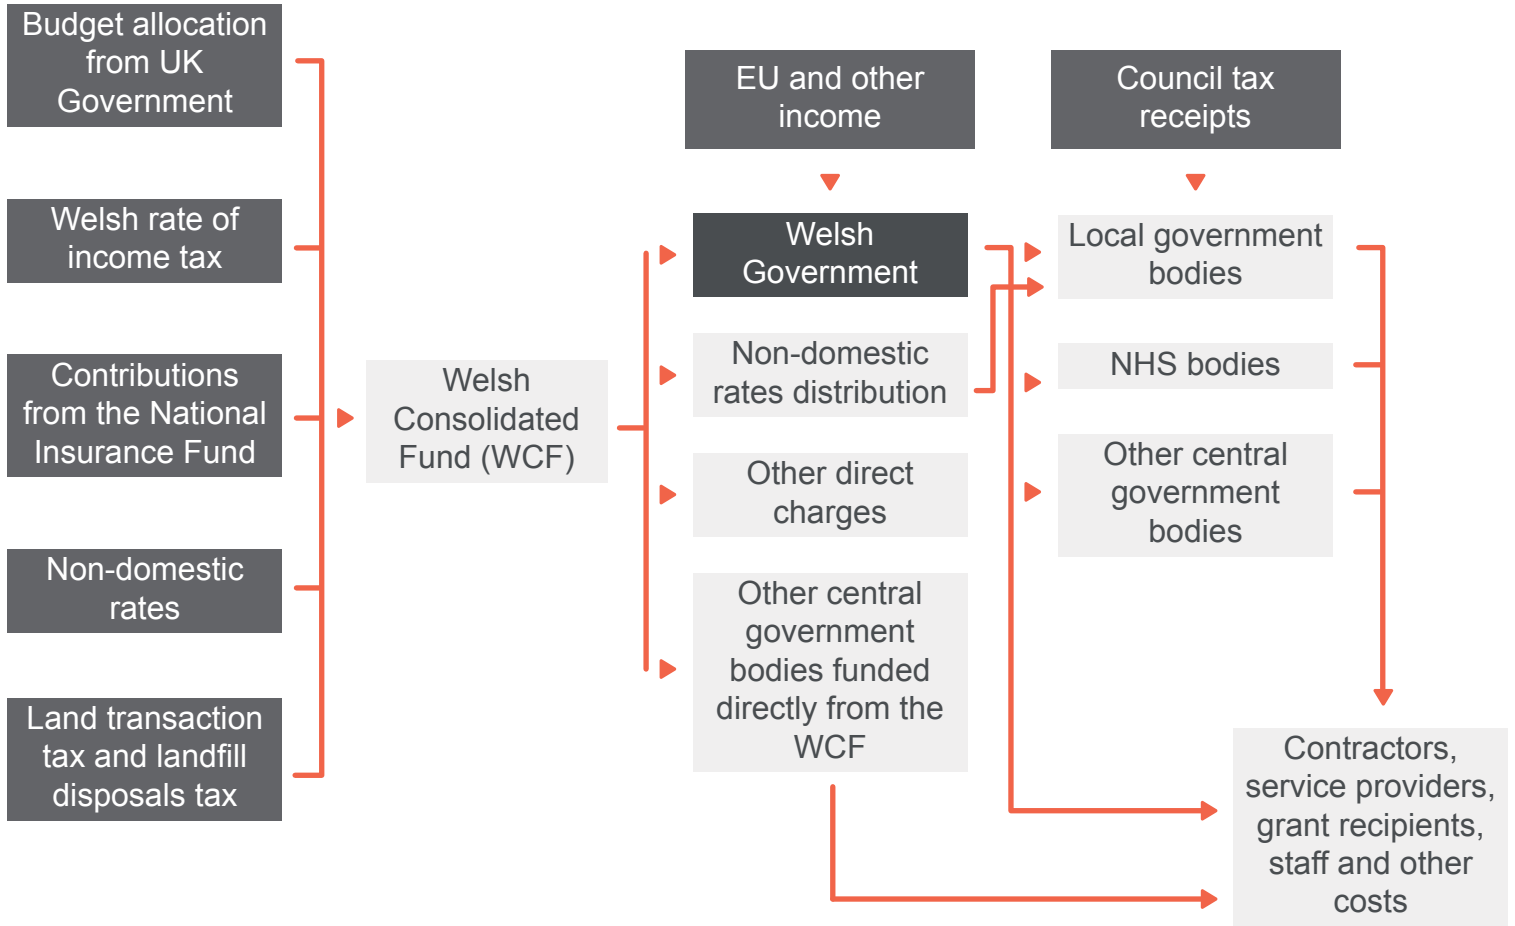 Budget allocation
from UK
Government
Welsh rate of
income tax
Contributions
from the National
Insurance Fund
Non-domestic
rates
Land transaction
tax and landfill
disposals tax
Welsh
Consolidated
Fund (WCF)
EU and other
income
Welsh
Government
Non-domestic
rates distribution
Other direct
charges
Other central
government
bodies funded
directly from the
WCF
Council tax
receipts
Local government
bodies
NHS bodies
Other central
government
bodies
Contractors,
service providers,
grant recipients,
staff and other
costs